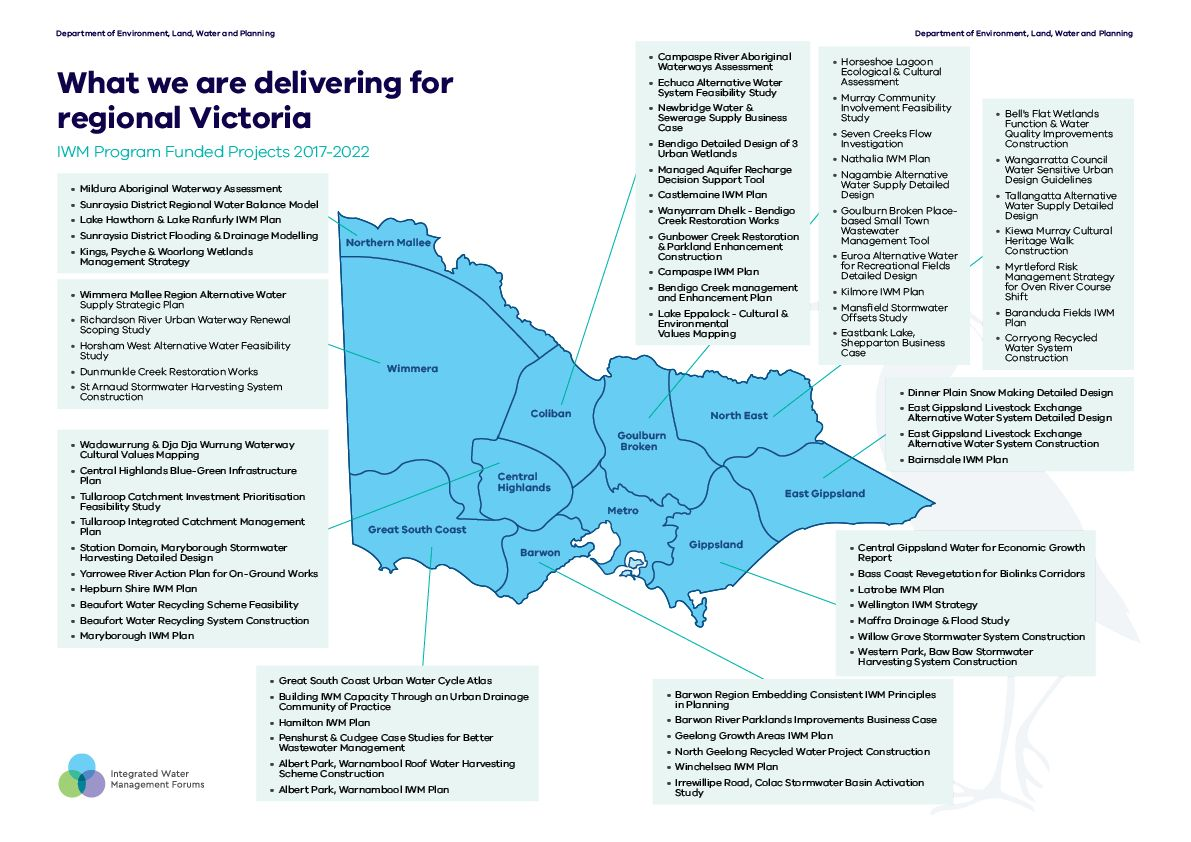 Department of Environment, Land, Water and Planning
Department of Environment, Land, Water and Planning
What we are delivering for
regional Victoria
IWM Program Funded Projects 2017-2022
• Mildura Aboriginal Waterway Assessment
• Sunraysia District Regional Water Balance Model
• Lake Hawthorn & Lake Ranfurly IWM Plan
• Sunraysia District Flooding & Drainage Modelling
• Kings, Psyche & Woorlong Wetlands
Management Strategy
• Wimmera Mallee Region Alternative Water
Supply Strategic Plan
• Richardson River Urban Waterway Renewal
Scoping Study
• Horsham West Alternative Water Feasibility
Study
• Dunmunkle Creek Restoration Works
• St Arnaud Stormwater Harvesting System
Construction
• Wadawurrung & Dja Dja Wurrung Waterway
Cultural Values Mapping
• Central Highlands Blue-Green Infrastructure
Plan
• Tullaroop Catchment Investment Prioritisation
Feasibility Study
• Tullaroop Integrated Catchment Management
Plan
• Station Domain, Maryborough Stormwater
Harvesting Detailed Design
• Yarrowee River Action Plan for On-Ground Works
• Hepburn Shire IWM Plan
• Beaufort Water Recycling Scheme Feasibility
• Beaufort Water Recycling System Construction
• Maryborough IWM Plan
• Campaspe River Aboriginal
Waterways Assessment
• Echuca Alternative Water
System Feasibility Study
• Newbridge Water &
Sewerage Supply Business
Case
• Bendigo Detailed Design of 3
Urban Wetlands
• Managed Aquifer Recharge
Decision Support Tool
• Castlemaine IWM Plan
• Wanyarram Dhelk - Bendigo
Creek Restoration Works
• Gunbower Creek Restoration
& Parkland Enhancement
Construction
• Campaspe IWM Plan
• Bendigo Creek management
and Enhancement Plan
• Lake Eppalock - Cultural &
Environmental
Values Mapping
• Horseshoe Lagoon
Ecological & Cultural
Assessment
• Murray Community
Involvement Feasibility
Study
• Seven Creeks Flow
Investigation
• Nathalia IWM Plan
• Nagambie Alternative
Water Supply Detailed
Design
• Goulburn Broken Place-
based Small Town
Wastewater
Management Tool
• Euroa Alternative Water
for Recreational Fields
Detailed Design
• Kilmore IWM Plan
• Mansfield Stormwater
Offsets Study
• Eastbank Lake,
Shepparton Business
Case
• Bell's Flat Wetlands
Function & Water
Quality Improvements
Construction
• Wangarratta Council
Water Sensitive Urban
Design Guidelines
• Tallangatta Alternative
Water Supply Detailed
Design
• Kiewa Murray Cultural
Heritage Walk
Construction
• Myrtleford Risk
Management Strategy
for Oven River Course
Shift
• Baranduda Fields IWM
Plan
• Corryong Recycled
Water System
Construction
• Dinner Plain Snow Making Detailed Design
• East Gippsland Livestock Exchange
Alternative Water System Detailed Design
• East Gippsland Livestock Exchange
Alternative Water System Construction
• Bairnsdale IWM Plan
Northern Mallee
Wimmera
Coliban
Goulburn
Broken
North East
Central
Highlands
East Gippsland
Metro
Great South Coast
Barwon
Gippsland
• Central Gippsland Water for Economic Growth
Report
• Bass Coast Revegetation for Biolinks Corridors
• Latrobe IWM Plan
• Wellington IWM Strategy
• Maffra Drainage & Flood Study
• Willow Grove Stormwater System Construction
• Western Park, Baw Baw Stormwater
Harvesting System Construction
• Great South Coast Urban Water Cycle Atlas
• Building IWM Capacity Through an Urban Drainage
Community of Practice
• Hamilton IWM Plan
• Penshurst & Cudgee Case Studies for Better
Wastewater Management
• Albert Park, Warnambool Roof Water Harvesting
Scheme Construction
• Albert Park, Warnambool IWM Plan
• Barwon Region Embedding Consistent IWM Principles
in Planning
• Barwon River Parklands Improvements Business Case
• Geelong Growth Areas IWM Plan
• North Geelong Recycled Water Project Construction
• Winchelsea IWM Plan
• Irrewillipe Road, Colac Stormwater Basin Activation
Study
Integrated Water
Management Forums